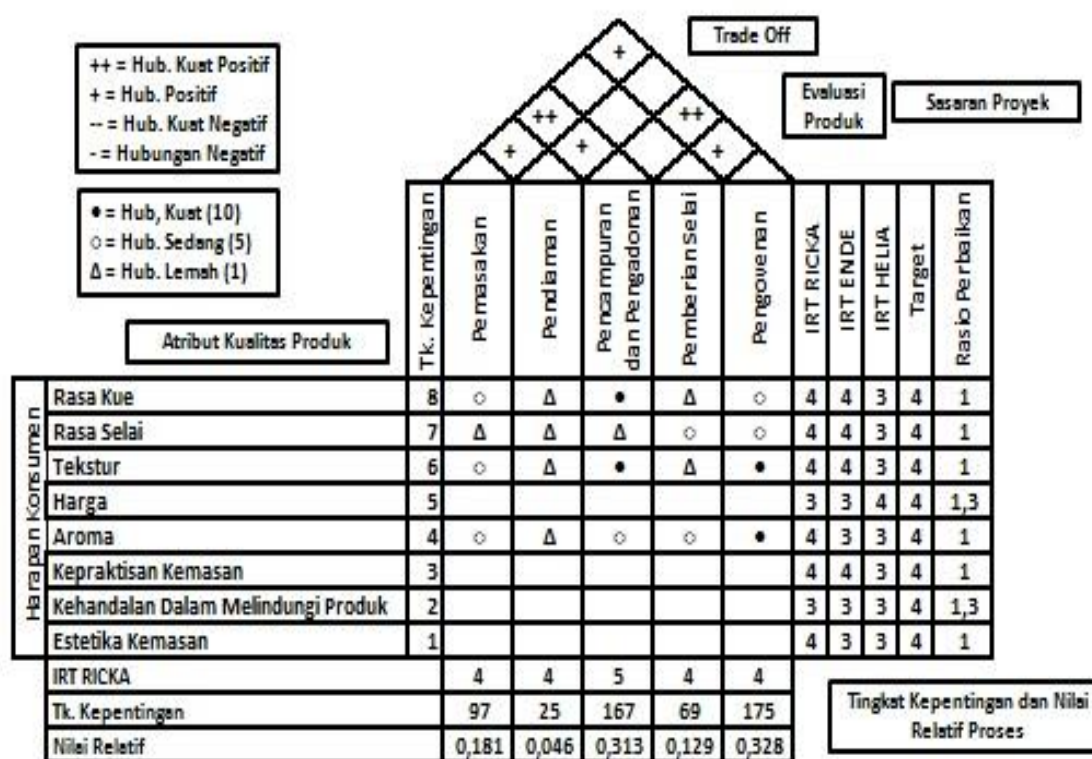 Trade Off
++ = Hub. Kuat Positif
+ = Hub. Positif
-- = Hub. Kuat Negatif
- = Hubungan Negatif
+
++ ++
+ + +
Evaluasi
Produk
Sasaran Proyek
● = Hub, Kuat (10)
○ = Hub. Sedang (5)
Δ = Hub. Lemah (1)
Atribut Kualitas Produk
Tk. Kepentingan
Pemasakan
Pendiaman
Pencampuran
dan Pengadonan
Pemberian selai
Pengovenan
IRT RICKA
IRT ENDE
IRT HELIA
Target
Rasio Perbaikan
Harapan Konsumen
Rasa Kue 8 ○ Δ ● Δ ○ 4 4 3 4 1
Rasa Selai 7 Δ Δ Δ ○ ○ 4 4 3 4 1
Tekstur 6 ○ Δ ● Δ ● 4 4 3 4 1
Harga 5 3 3 4 4 1,3
Aroma 4 ○ Δ ○ ○ ● 4 3 3 4 1
Kepraktisan Kemasan 3 4 4 3 4 1
Kehandalan Dalam Melindungi Produk 2 3 3 3 4 1,3
Estetika Kemasan 1 4 3 3 4 1
IRT RICKA 4 4 5 4 4
Tk. Kepentingan 97 25 167 69 175
Nilai Relatif 0,181 0,046 0,313 0,129 0,328
Tingkat Kepentingan dan Nilai
Relatif Proses